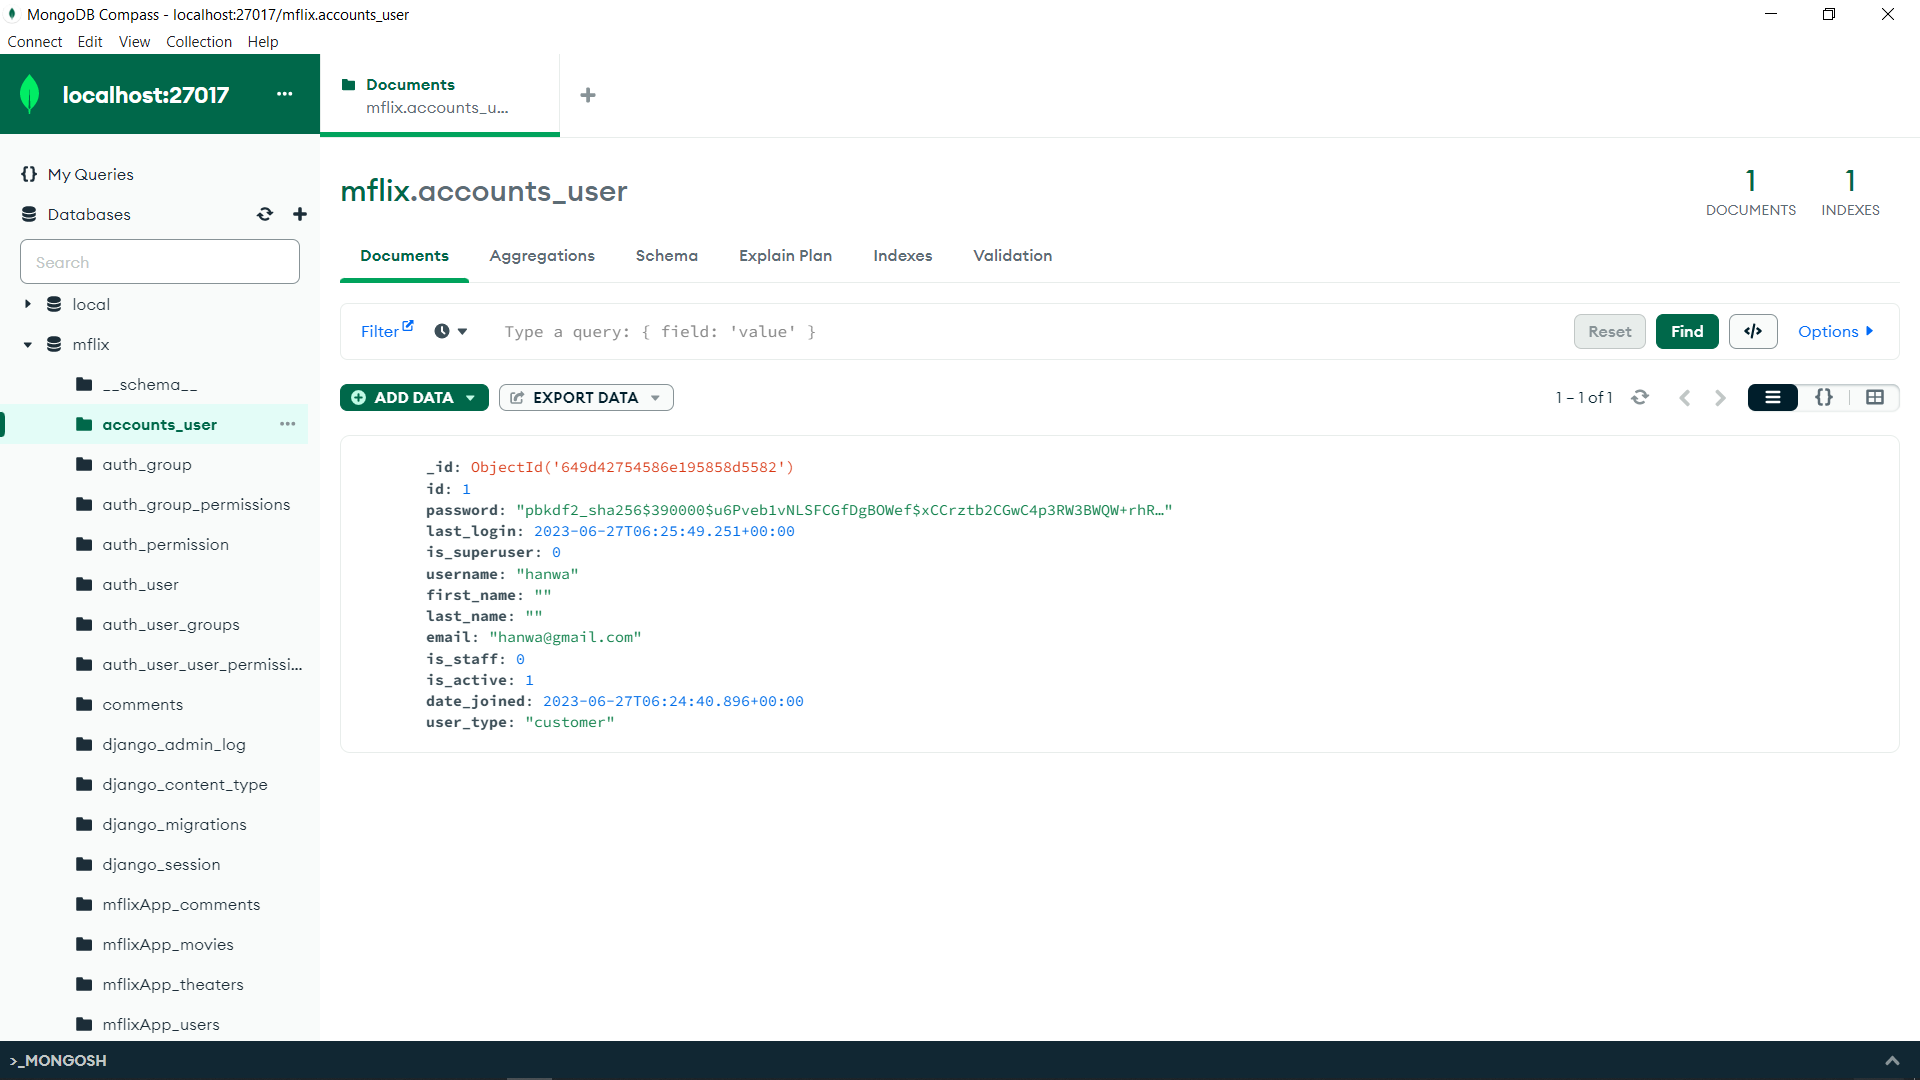 MongoDB Compass - localhost:27017/mflix.accounts_user
Connect Edit View Collection Help
localhost:27017
Documents
mflix.accounts_u...
My Queries
Databases
Search
local
mflix
__schema__
accounts_user
auth_group
auth_group_permissions
auth_permission
auth_user
auth_user_groups
auth_user_user_permissi...
comments
django_admin_log
django_content_type
django_migrations
django_session
mflixApp_comments
mflixApp_movies
mflixApp_theaters
mflixApp_users
mflix.accounts_user
1 DOCUMENTS
1 INDEXES
Documents Aggregations Schema Explain Plan Indexes Validation
Filter Type a query: { field: 'value' } Reset Find </> Options
ADD DATA EXPORT DATA 1 – 1 of 1 {}
_id: ObjectId('649d42754586e195858d5582')
id: 1
password: "pbkdf2_sha256$390000$u6Pveb1vNLSFCGfDgBOWef$xCCrztb2CGwC4p3RW3BWQW+rhR…"
last_login: 2023-06-27T06:25:49.251+00:00
is_superuser: 0
username: "hanwa"
first_name: ""
last_name: ""
email: "hanwa@gmail.com"
is_staff: 0
is_active: 1
date_joined: 2023-06-27T06:24:40.896+00:00
user_type: "customer"
>_MONGOSH